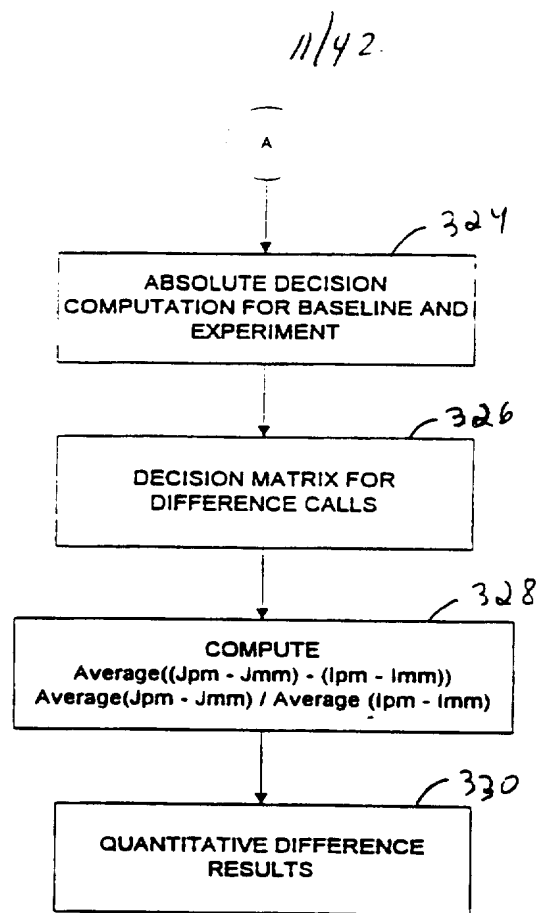 11/42
A
324
ABSOLUTE DECISION
COMPUTATION FOR BASELINE AND
EXPERIMENT
326
DECISION MATRIX FOR
DIFFERENCE CALLS
328
COMPUTE
Average((Jpm - Jmm) - (Ipm - Imm))
Average(Jpm - Jmm) / Average (Ipm - Imm)
330
QUANTITATIVE DIFFERENCE
RESULTS